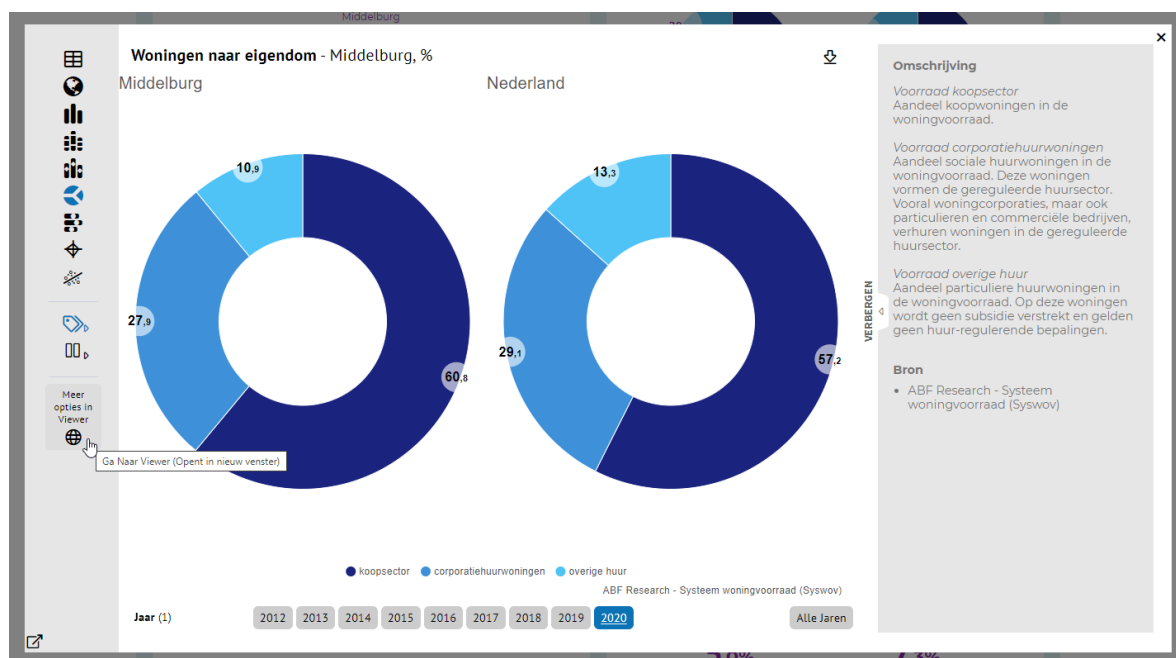 Middelburg
Woningen naar eigendom - Middelburg, %
Middelburg
Nederland
10,9
27,9
60,8
13,3
29,1
57,2
koopsector
corporatiehuurwoningen
overige huur
ABF Research - Systeem woningvoorraad (Syswov)
Jaar (1)
2012
2013
2014
2015
2016
2017
2018
2019
2020
Alle Jaren
Meer
opties in
Viewer
Ga Naar Viewer (Opent in nieuw venster)
VERBERGEN
Omschrijving
Voorraad koopsector
Aandeel koopwoningen in de
woningvoorraad.
Voorraad corporatiehuurwoningen
Aandeel sociale huurwoningen in de
woningvoorraad. Deze woningen
vormen de gereguleerde huursector.
Vooral woningcorporaties, maar ook
particulieren en commerciële bedrijven,
verhuren woningen in de gereguleerde
huursector.
Voorraad overige huur
Aandeel particuliere huurwoningen in
de woningvoorraad. Op deze woningen
wordt geen subsidie verstrekt en gelden
geen huur-regulerende bepalingen.
Bron
• ABF Research - Systeem
woningvoorraad (Syswov)